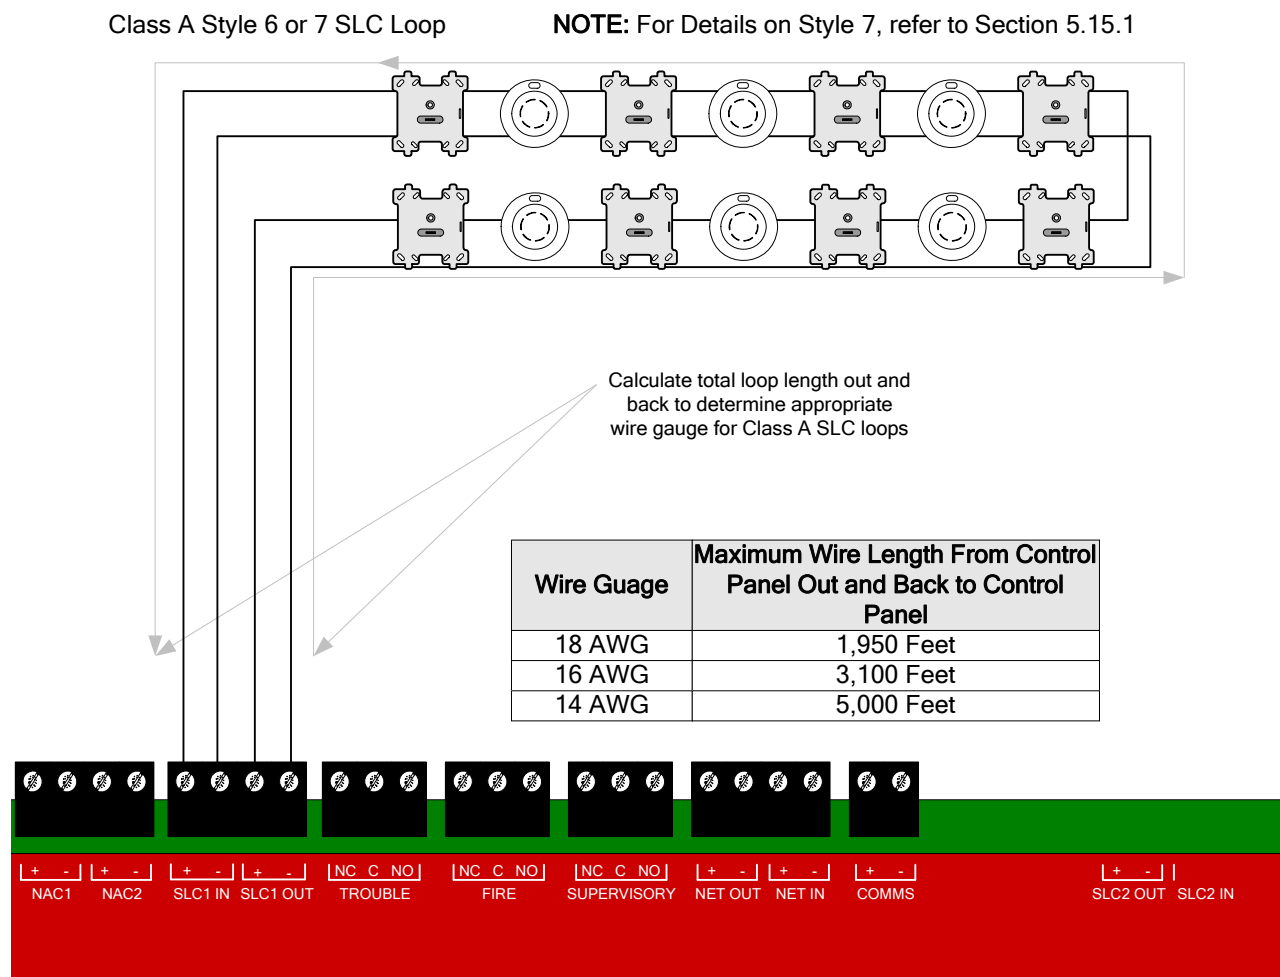 Class A Style 6 or 7 SLC Loop
NOTE: For Details on Style 7, refer to Section 5.15.1
Calculate total loop length out and
back to determine appropriate
wire gauge for Class A SLC loops
Wire Guage
Maximum Wire Length From Control
Panel Out and Back to Control
Panel
18 AWG 1,950 Feet
16 AWG 3,100 Feet
14 AWG 5,000 Feet
+ - + - + - + - NC C NO NC C NO NC C NO + - + - + - + -
NAC1 NAC2 SLC1 IN SLC1 OUT TROUBLE FIRE SUPERVISORY NET OUT NET IN COMMS SLC2 OUT SLC2 IN